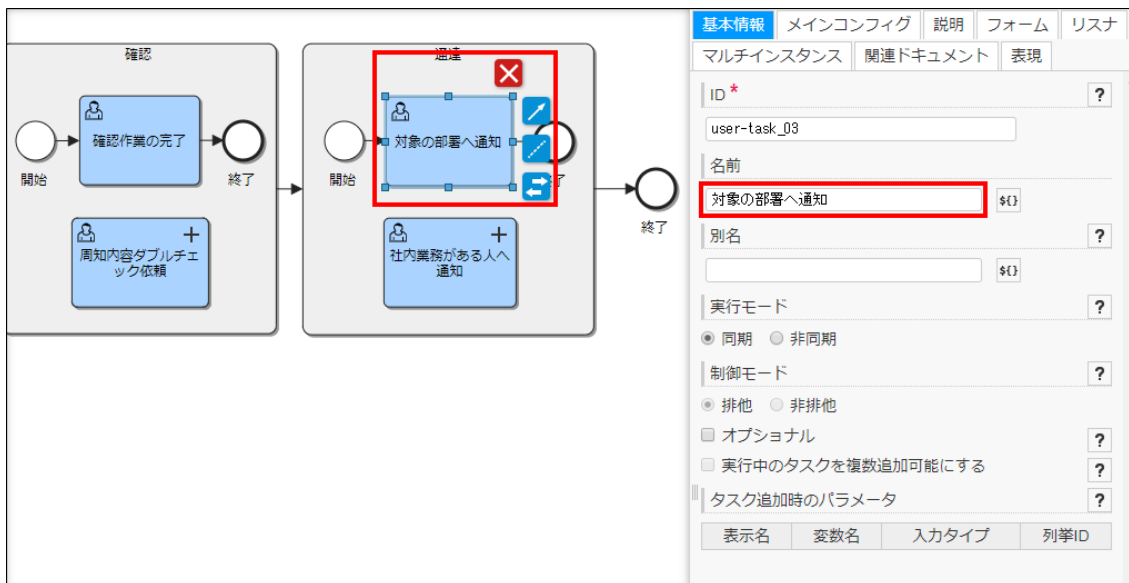 確認
確認作業の完了
開始
終了
周知内容ダブルチェ
ック依頼
通達
対象の部署へ通知
開始
終了
社内業務がある人へ
通知
終了
基本情報
メインコンフィグ
説明
フォーム
リスナ
マルチインスタンス
関連ドキュメント
表現
ID *
?
user-task_03
名前
対象の部署へ通知
${}
別名
?
${}
実行モード
?
同期
非同期
制御モード
?
排他
非排他
オプショナル
?
実行中のタスクを複数追加可能にする
?
タスク追加時のパラメータ
?
表示名 変数名 入力タイプ 列挙ID